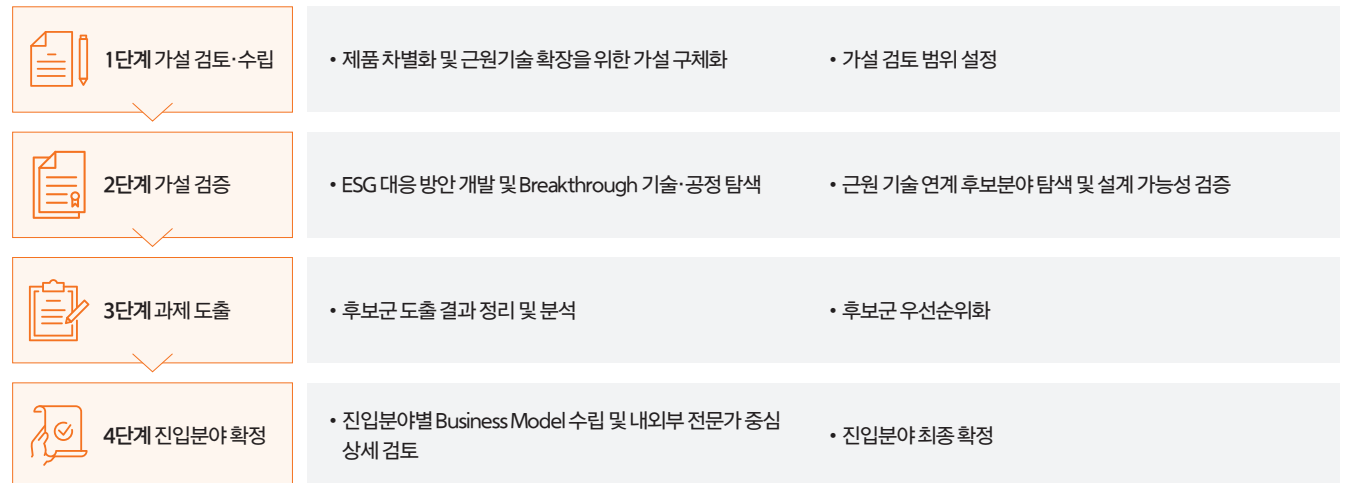 1단계 가설 검토·수립
• 제품 차별화 및 근원기술 확장을 위한 가설 구체화
• 가설 검토 범위 설정
2단계 가설 검증
• ESG 대응 방안 개발 및 Breakthrough 기술·공정 탐색
• 근원 기술 연계 후보분야 탐색 및 설계 가능성 검증
3단계 과제 도출
• 후보군 도출 결과 정리 및 분석
• 후보군 우선순위화
4단계 진입분야 확정
• 진입분야별 Business Model 수립 및 내외부 전문가 중심
상세 검토
• 진입분야 최종 확정